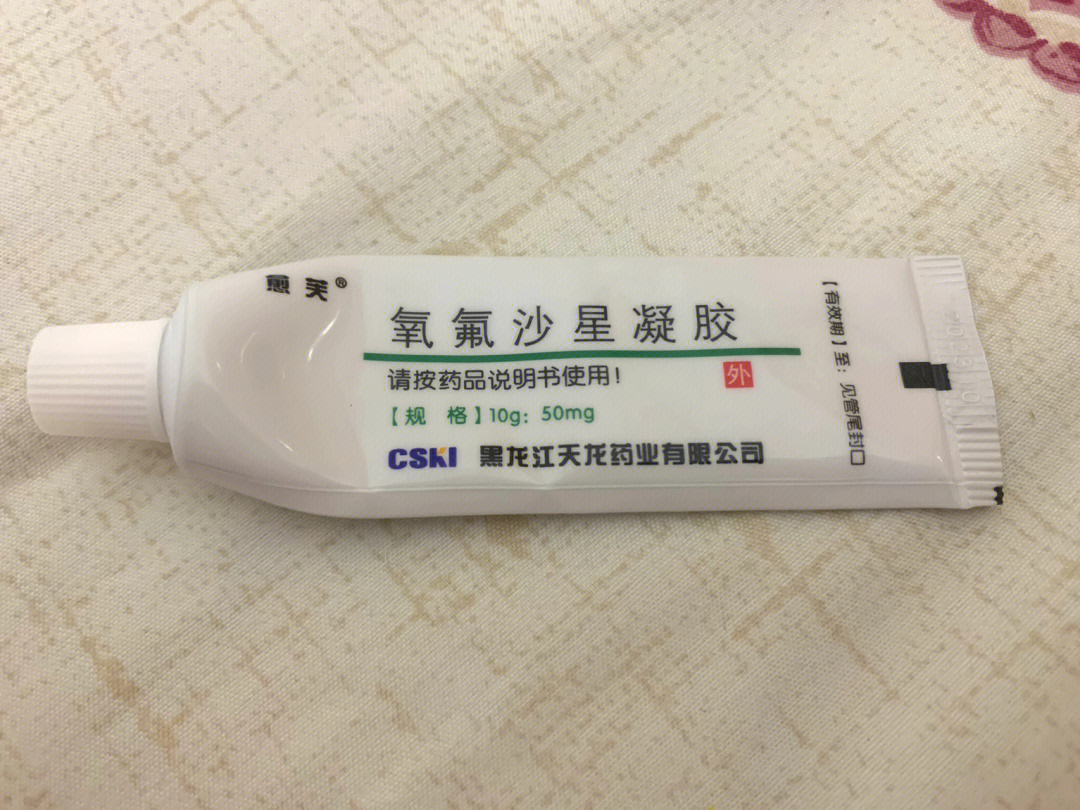 愈芙®
氧氟沙星凝胶
请按药品说明书使用！
外
【规 格】10g：50mg
CSKI 黑龙江天龙药业有限公司
【有效期】至：见管尾封口